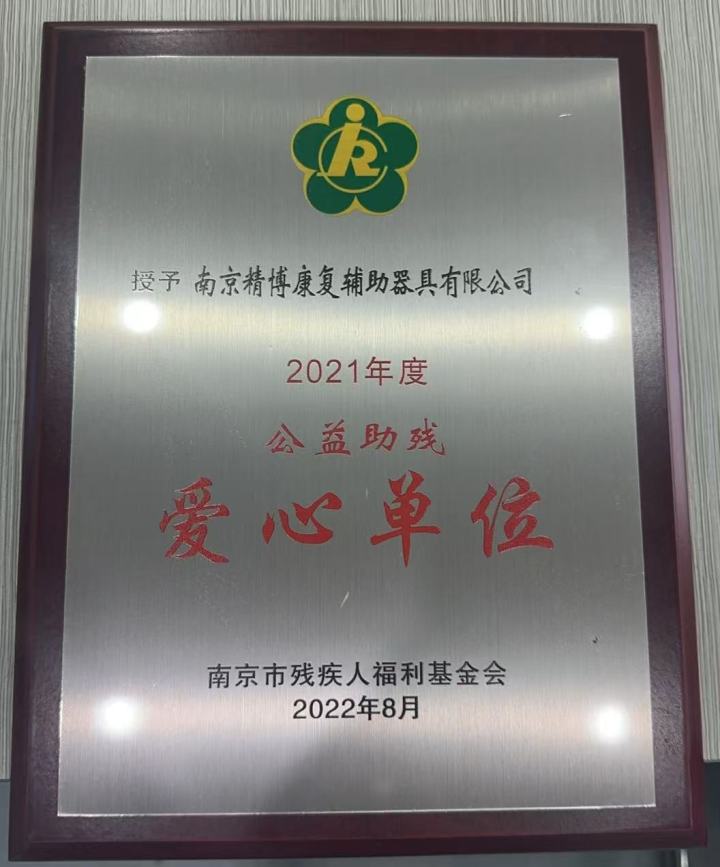 授予 南京精博康复辅助器具有限公司
2021年度
公益助残
爱心单位
南京市残疾人福利基金会
2022年8月